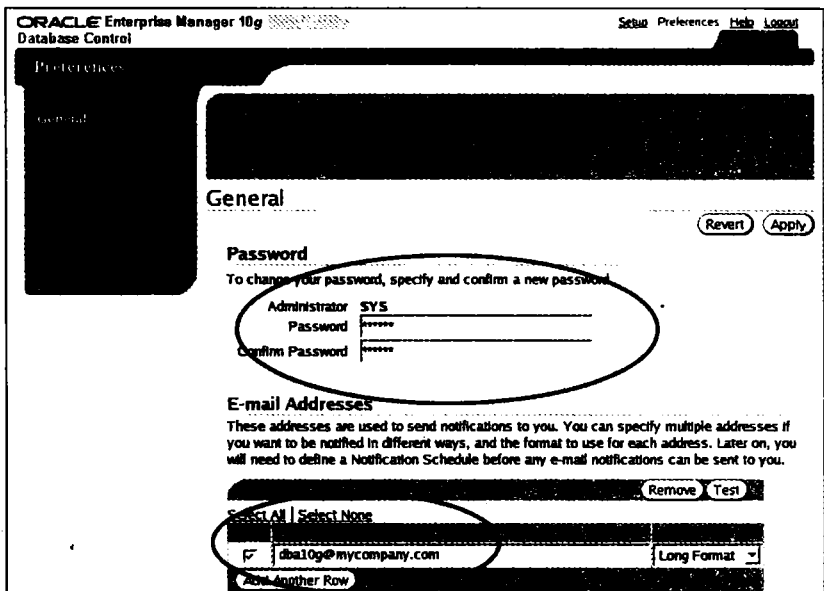 ORACLE Enterprise Manager 10g
Database Control
Setup Preferences Help Logout
Preferences
General
General
Revert Apply
Password
To change your password, specify and confirm a new password.
Administrator SYS
Password ******
Confirm Password ******
E-mail Addresses
These addresses are used to send notifications to you. You can specify multiple addresses if
you want to be notified in different ways, and the format to use for each address. Later on, you
will need to define a Notification Schedule before any e-mail notifications can be sent to you.
Remove Test
Select All | Select None
dba10g@mycompany.com Long Format
Add Another Row